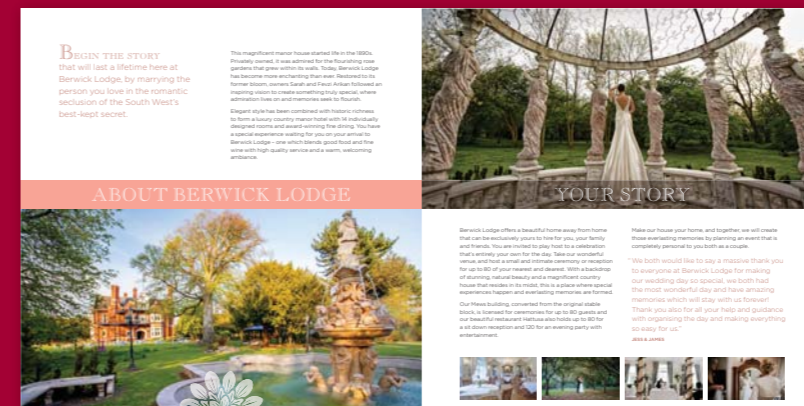 BEGIN THE STORY
that will last a lifetime here at
Berwick Lodge, by marrying the
person you love in the romantic
seclusion of the South West's
best-kept secret.
This magnificent manor house started life in the 1890s.
Privately owned, it was admired for the flourishing rose
gardens that grew within its walls. Today, Berwick Lodge
has become more enchanting than ever. Restored to its
former bloom, owners Sarah and Fevzi Arikan followed an
inspiring vision to create something truly special, where
admiration lives on and memories seek to flourish.
Elegant style has been combined with historic richness
to form a luxury country manor hotel with 14 individually
designed rooms and award-winning fine dining. You have
a special experience waiting for you on your arrival to
Berwick Lodge – one which blends good food and fine
wine with high quality service and a warm, welcoming
ambiance.
ABOUT BERWICK LODGE
YOUR STORY
Berwick Lodge offers a beautiful home away from home
that can be exclusively yours to hire for you, your family
and friends. You are invited to play host to a celebration
that's entirely your own for the day. Take our wonderful
venue, and host a small and intimate ceremony or reception
for up to 80 of your nearest and dearest. With a backdrop
of stunning, natural beauty and a magnificent country
house that resides in its midst, this is a place where special
experiences happen and everlasting memories are formed.
Our Mews building, converted from the original stable
block, is licensed for ceremonies for up to 80 guests and
our beautiful restaurant Hattusa also holds up to 80 for
a sit down reception and 120 for an evening party with
entertainment.
Make our house your home, and together, we will create
those everlasting memories by planning an event that is
completely personal to you both as a couple.
"We both would like to say a massive thank you
to everyone at Berwick Lodge for making
our wedding day so special, we both had
the most wonderful day and have amazing
memories which will stay with us forever!
Thank you also for all your help and guidance
with organising the day and making everything
so easy for us."
JESS & JAMES